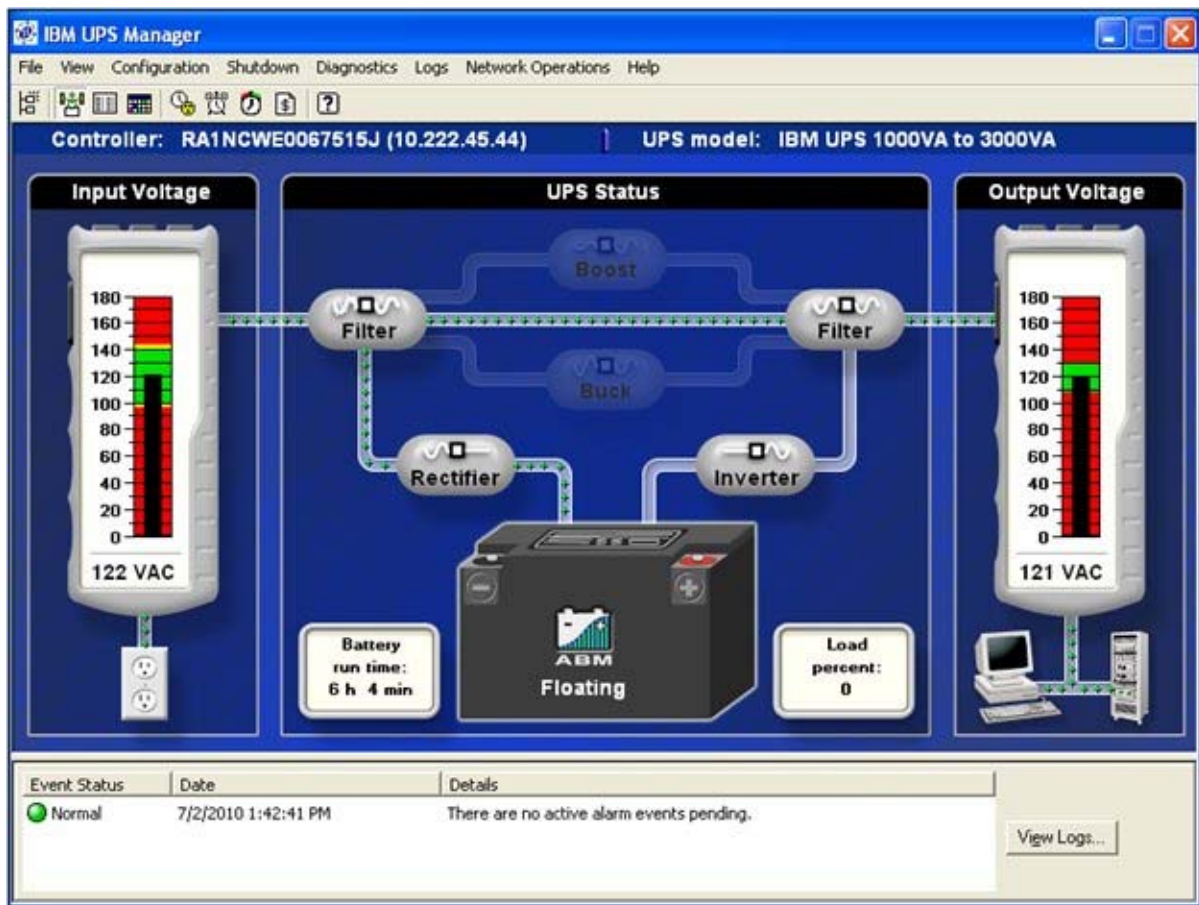 IBM UPS Manager
File View Configuration Shutdown Diagnostics Logs Network Operations Help
Controller: RA1NCWE0067515J (10.222.45.44) UPS model: IBM UPS 1000VA to 3000VA
Input Voltage
180
160
140
120
100
80
60
40
20
0
122 VAC
UPS Status
Boost
Filter
Filter
Buck
Rectifier
Inverter
ABM
Floating
Battery
run time:
6 h 4 min
Load
percent:
0
Output Voltage
180
160
140
120
100
80
60
40
20
0
121 VAC
Event Status Date Details
Normal 7/2/2010 1:42:41 PM There are no active alarm events pending.
View Logs...